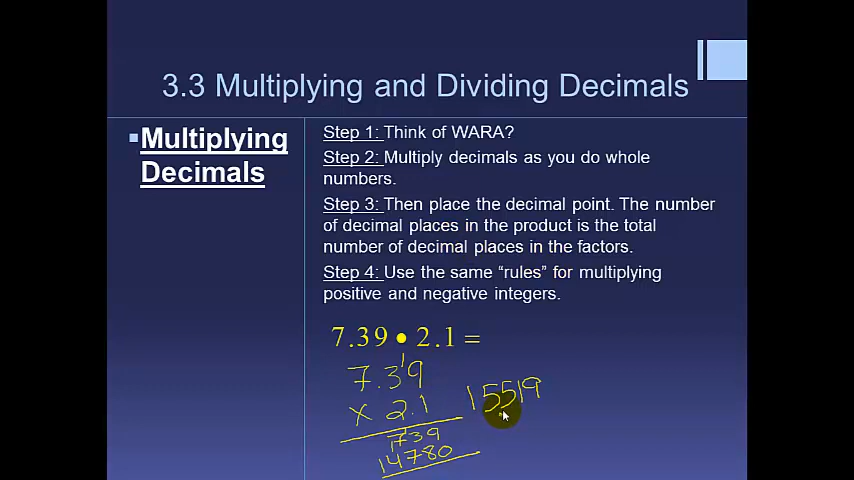 3.3 Multiplying and Dividing Decimals
Multiplying
Decimals
Step 1: Think of WARA?
Step 2: Multiply decimals as you do whole
numbers.
Step 3: Then place the decimal point. The number
of decimal places in the product is the total
number of decimal places in the factors.
Step 4: Use the same “rules” for multiplying
positive and negative integers.
7.39 • 2.1 =
1
7.39
x 2.1
1
739
14780
15519